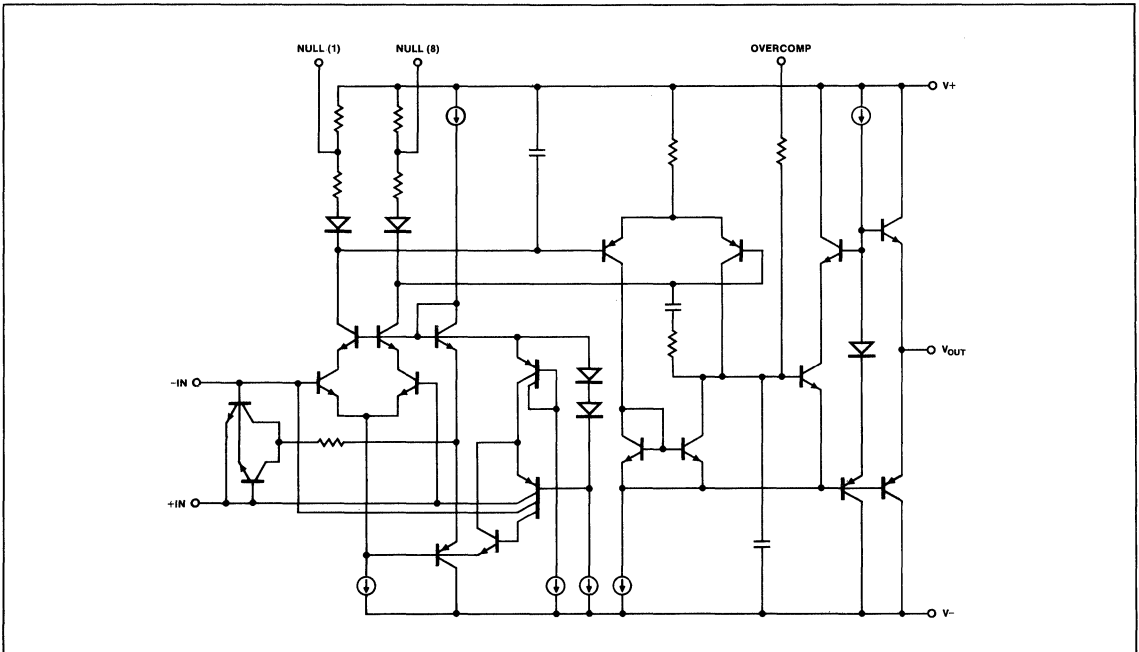 NULL (1)
NULL (8)
OVERCOMP
V+
VOUT
-IN
+IN
V-